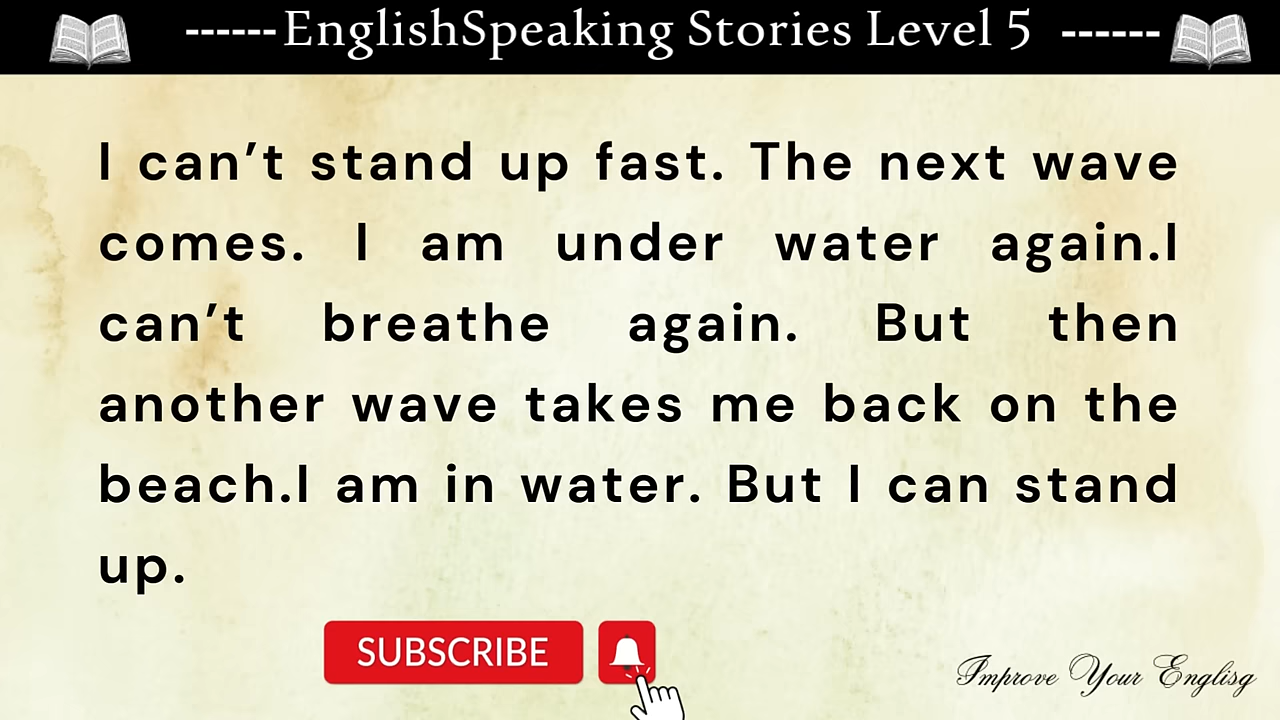 ------EnglishSpeaking Stories Level 5 ------
I can’t stand up fast. The next wave
comes. I am under water again.I
can’t breathe again. But then
another wave takes me back on the
beach.I am in water. But I can stand
up.
SUBSCRIBE
Improve Your Englisg